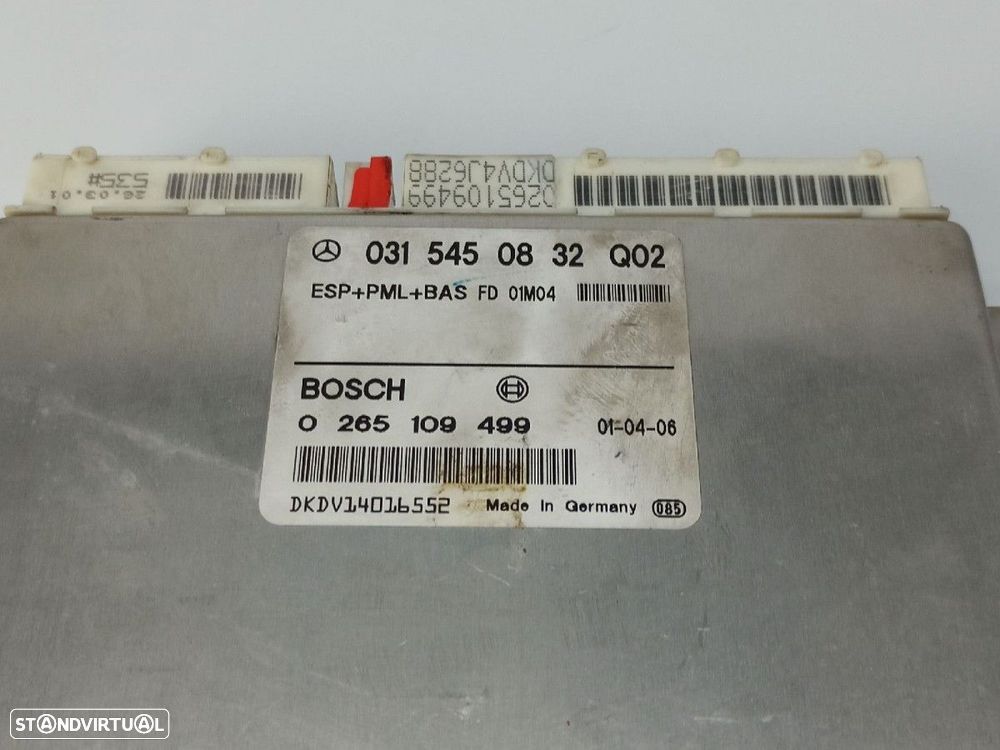 26.03.01
535#
0265109499
DKDV4J6288
031 545 08 32 Q02
ESP+PML+BAS FD 01M04
BOSCH
0 265 109 499 01-04-06
DKDV14016552 Made in Germany 085
STANDVIRTUAL